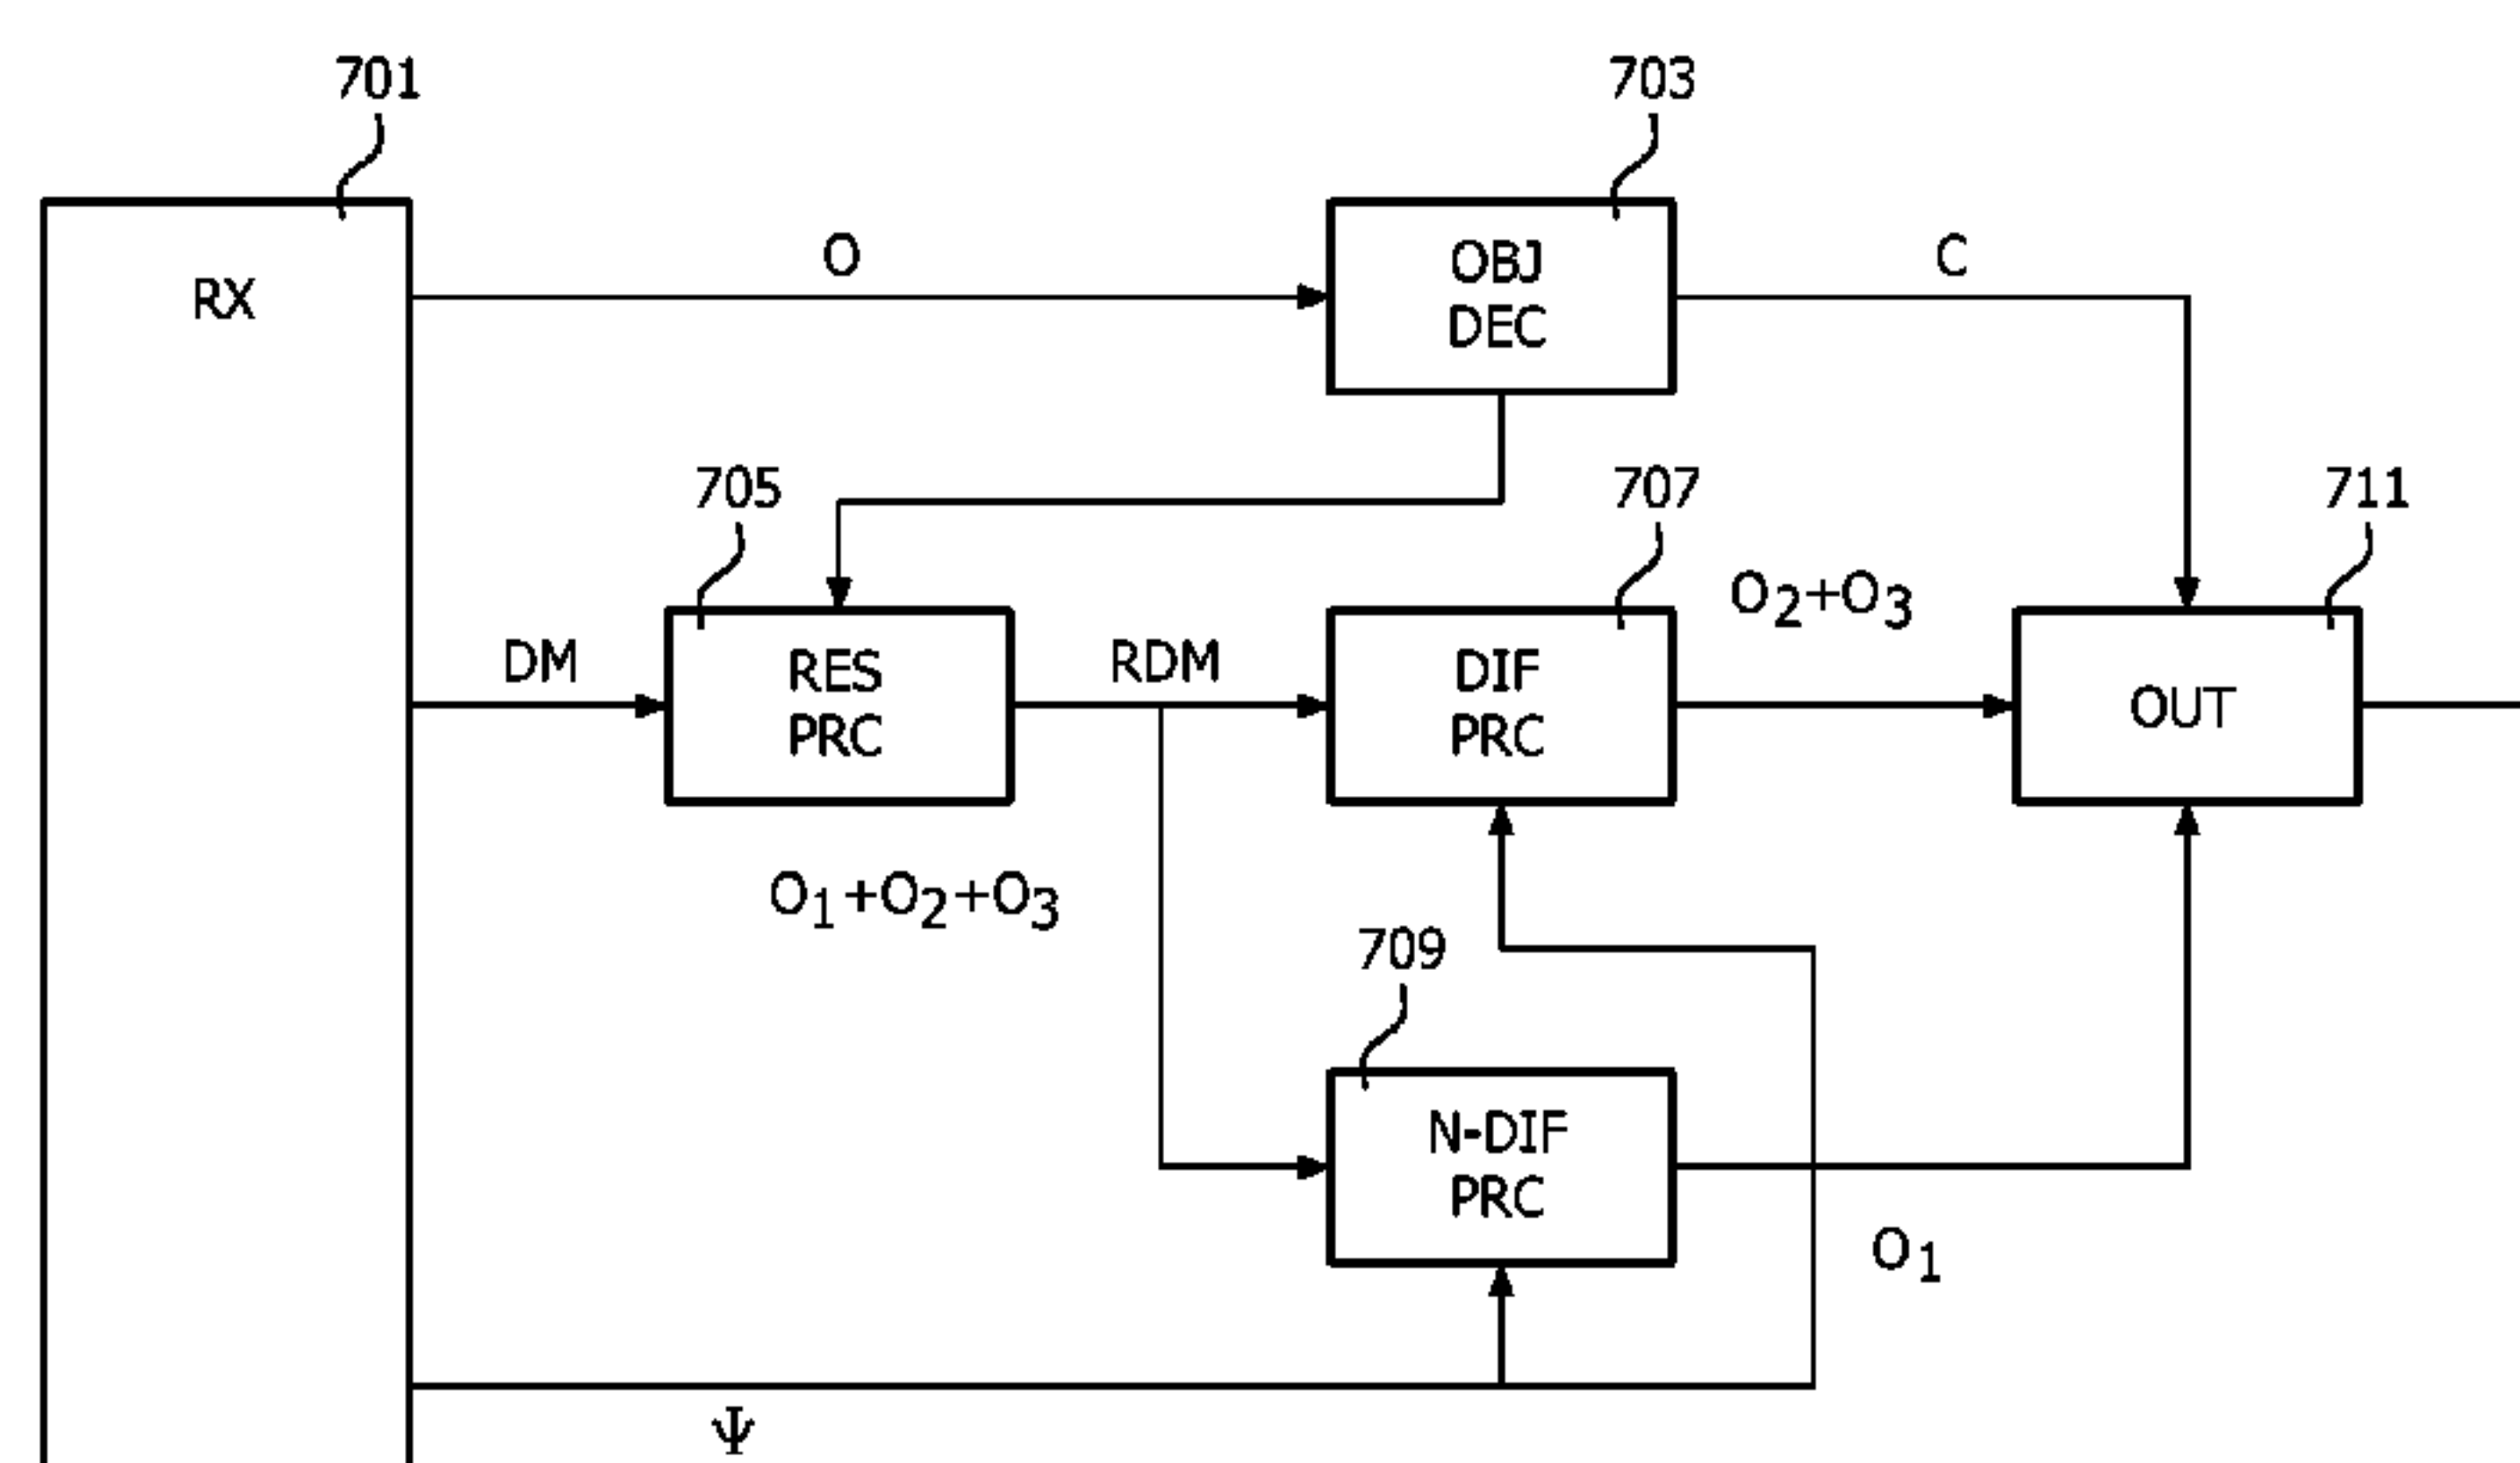 701
703
RX
O
OBJ
DEC
C
705
707
711
DM
RES
PRC
RDM
DIF
PRC
O2+O3
OUT
O1+O2+O3
709
N-DIF
PRC
O1
Ψ